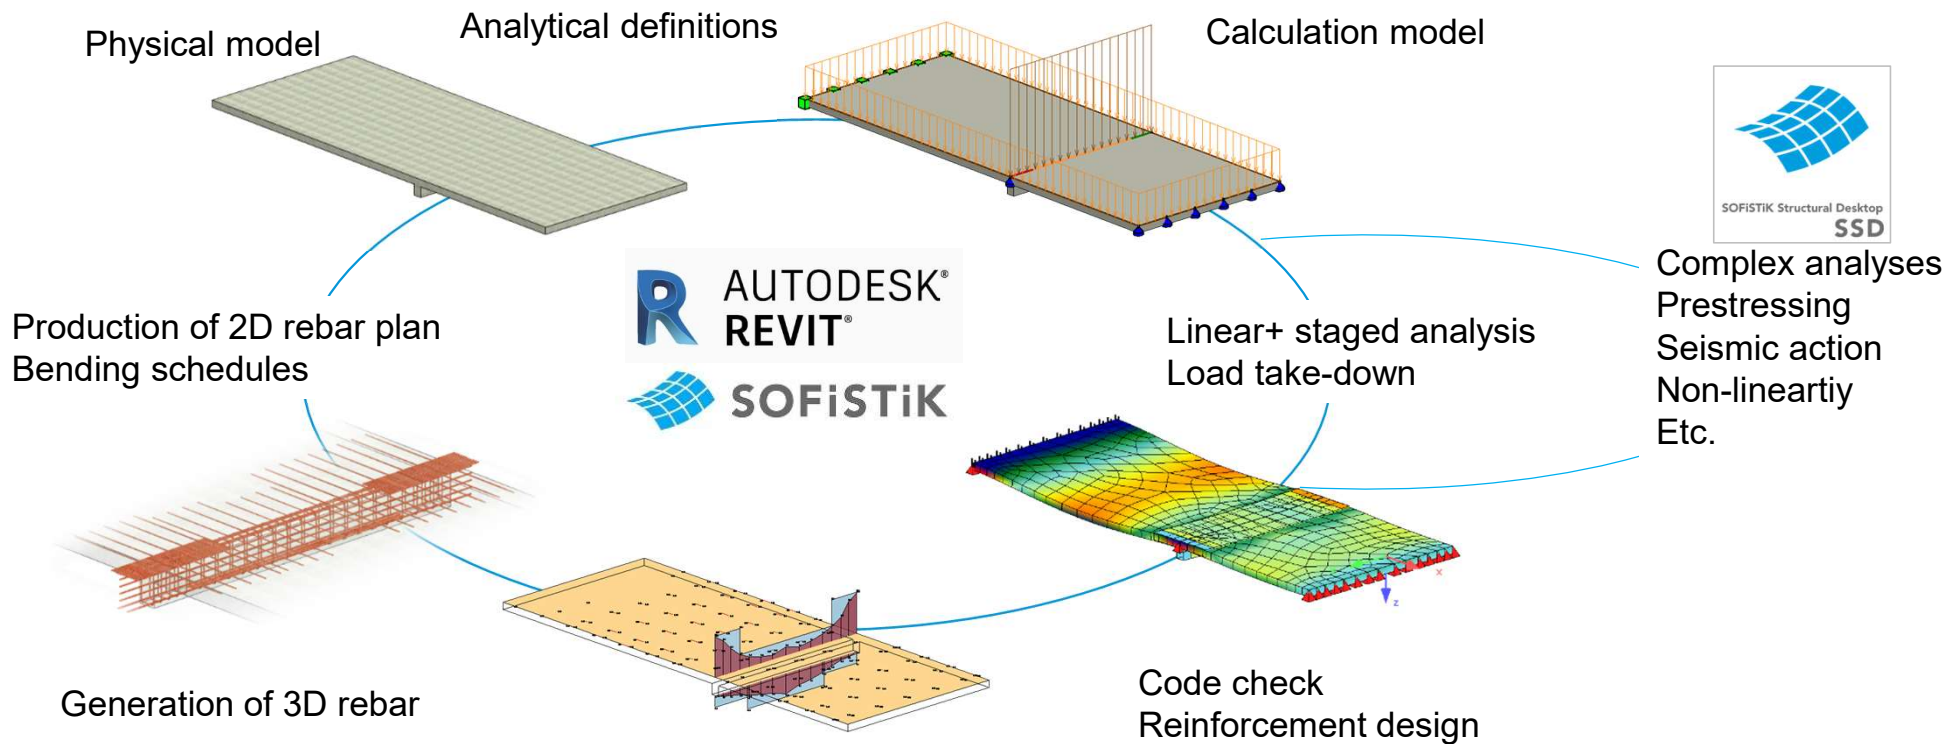 Physical model
Analytical definitions
Calculation model
SOFiSTiK Structural Desktop
SSD
Complex analyses
Prestressing
Seismic action
Non-lineartiy
Etc.
AUTODESK®
REVIT®
SOFiSTiK
Linear+ staged analysis
Load take-down
Production of 2D rebar plan
Bending schedules
x
z
Code check
Reinforcement design
Generation of 3D rebar